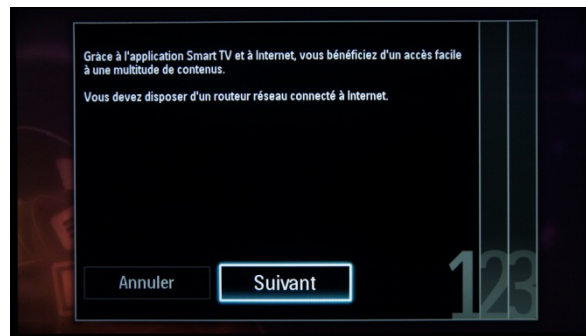 Grâce à l'application Smart TV et à Internet, vous bénéficiez d'un accès facile
à une multitude de contenus.
Vous devez disposer d'un routeur réseau connecté à Internet.
Annuler
Suivant
123